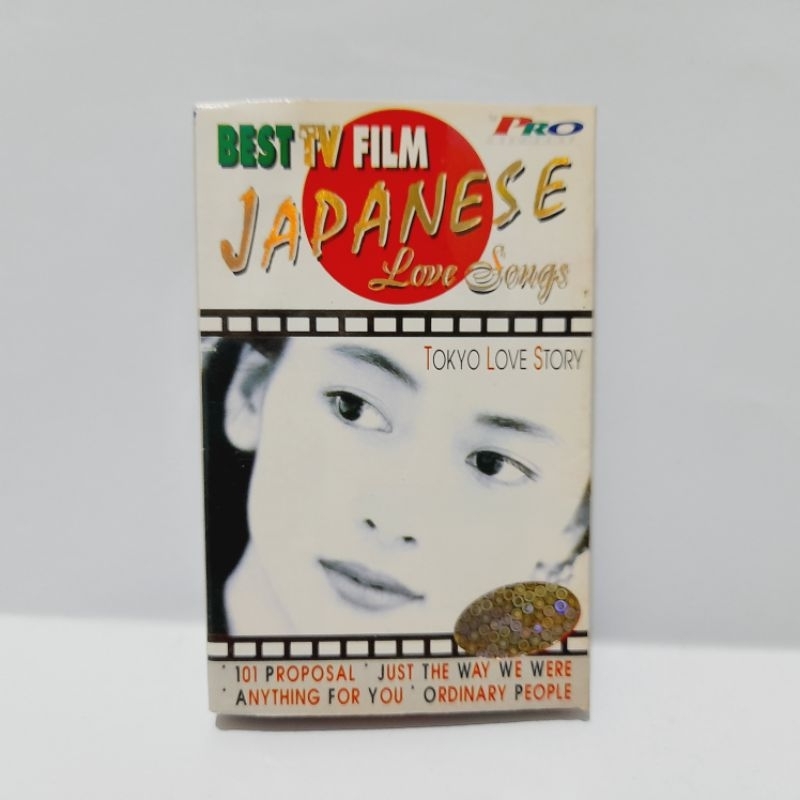 BEST TV FILM
PRO
JAPANESE
Love Songs
TOKYO LOVE STORY
* 101 PROPOSAL * JUST THE WAY WE WERE
* ANYTHING FOR YOU * ORDINARY PEOPLE